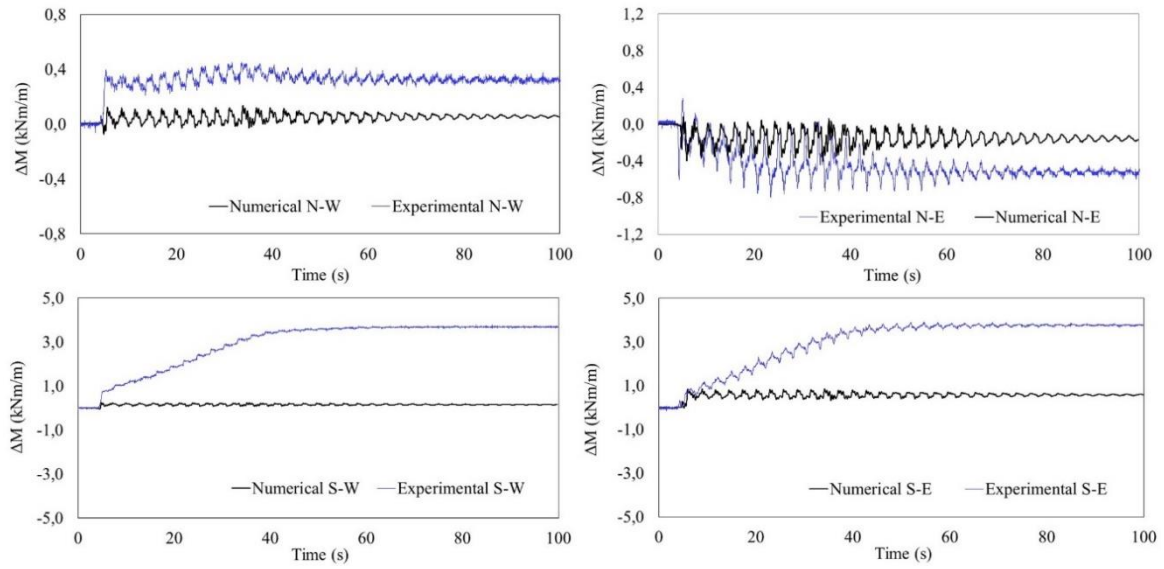 0,8
0,4
0,0
-0,4
-0,8
ΔM (kNm/m)
Numerical N-W Experimental N-W
0 20 40 60 80 100
Time (s)
1,2
0,8
0,4
0,0
-0,4
-0,8
-1,2
ΔM (kNm/m)
Experimental N-E Numerical N-E
0 20 40 60 80 100
Time (s)
5,0
3,0
1,0
-1,0
-3,0
-5,0
ΔM (kNm/m)
Numerical S-W Experimental S-W
0 20 40 60 80 100
Time (s)
5,0
3,0
1,0
-1,0
-3,0
-5,0
ΔM (kNm/m)
Numerical S-E Experimental S-E
0 20 40 60 80 100
Time (s)